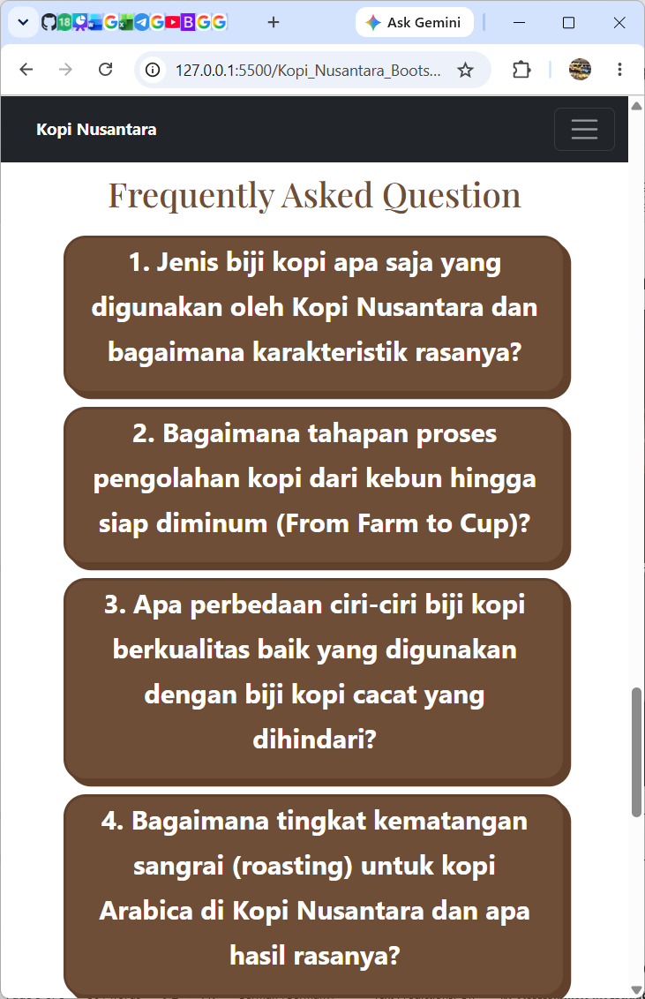 18
Ask Gemini
127.0.0.1:5500/Kopi_Nusantara_Boots...
Kopi Nusantara
Frequently Asked Question
1. Jenis biji kopi apa saja yang
digunakan oleh Kopi Nusantara dan
bagaimana karakteristik rasanya?
2. Bagaimana tahapan proses
pengolahan kopi dari kebun hingga
siap diminum (From Farm to Cup)?
3. Apa perbedaan ciri-ciri biji kopi
berkualitas baik yang digunakan
dengan biji kopi cacat yang
dihindari?
4. Bagaimana tingkat kematangan
sangrai (roasting) untuk kopi
Arabica di Kopi Nusantara dan apa
hasil rasanya?